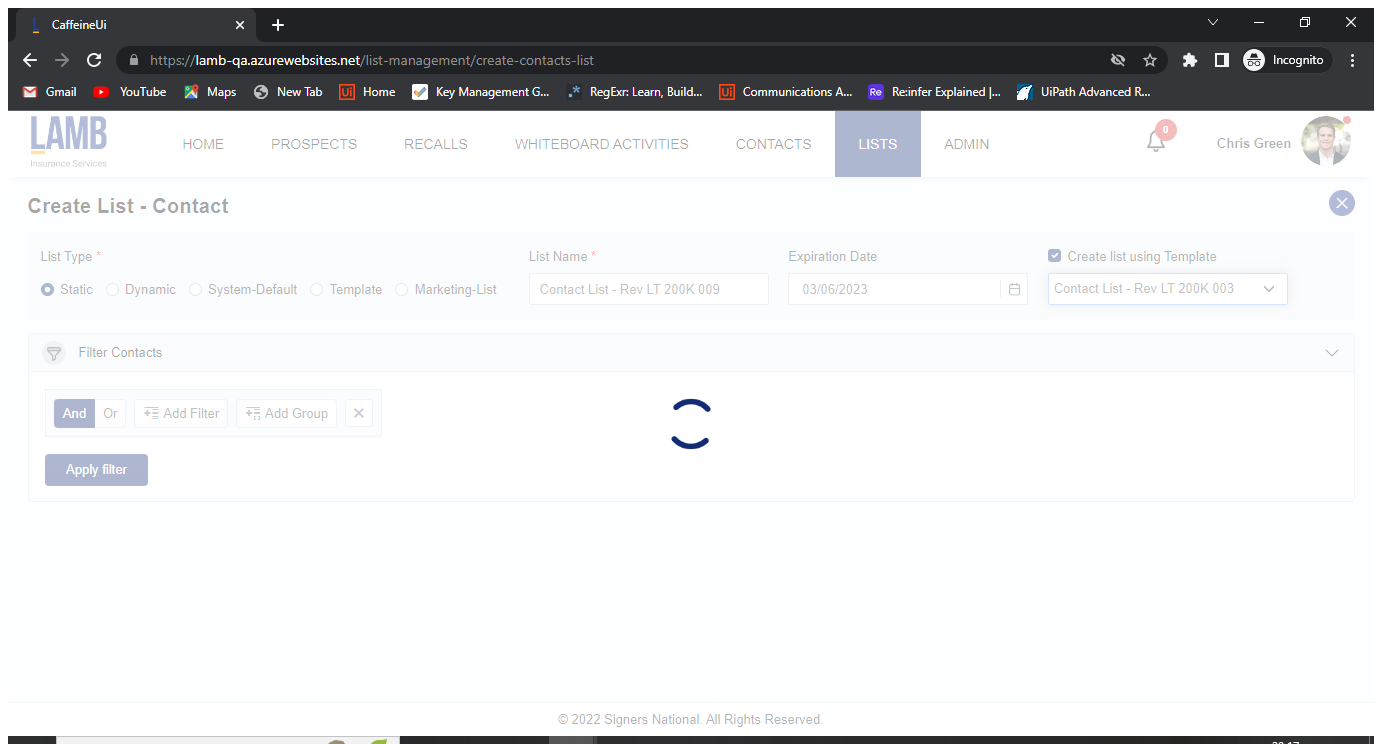 CaffeineUi
https://lamb-qa.azurewebsites.net/list-management/create-contacts-list
Incognito
Gmail YouTube Maps New Tab Ui Home Key Management G... .* RegExr: Learn, Build... Ui Communications A... Re Re:infer Explained |... UiPath Advanced R...
LAMB
Insurance Services
HOME PROSPECTS RECALLS WHITEBOARD ACTIVITIES CONTACTS LISTS ADMIN 0 Chris Green
Create List - Contact
List Type * List Name * Expiration Date Create list using Template
Static Dynamic System-Default Template Marketing-List Contact List - Rev LT 200K 009 03/06/2023 Contact List - Rev LT 200K 003
Filter Contacts
And Or Add Filter Add Group
Apply filter
© 2022 Signers National. All Rights Reserved.